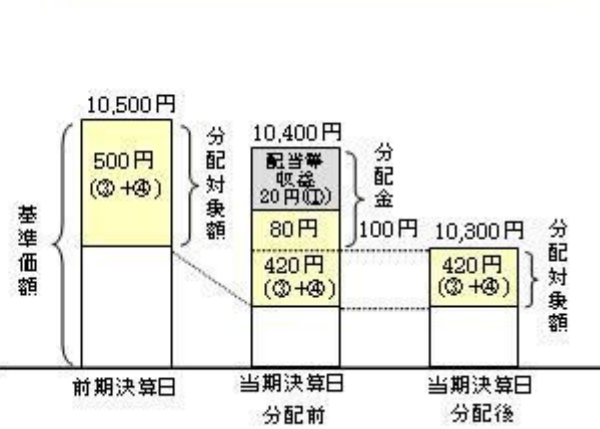 10,500円
500円
(③+④)
分配対象額
基準価額
前期決算日
10,400円
配当等
収益
20円(①)
80円
420円
(③+④)
分配金
100円
当期決算日
分配前
10,300円
420円
(③+④)
分配対象額
当期決算日
分配後